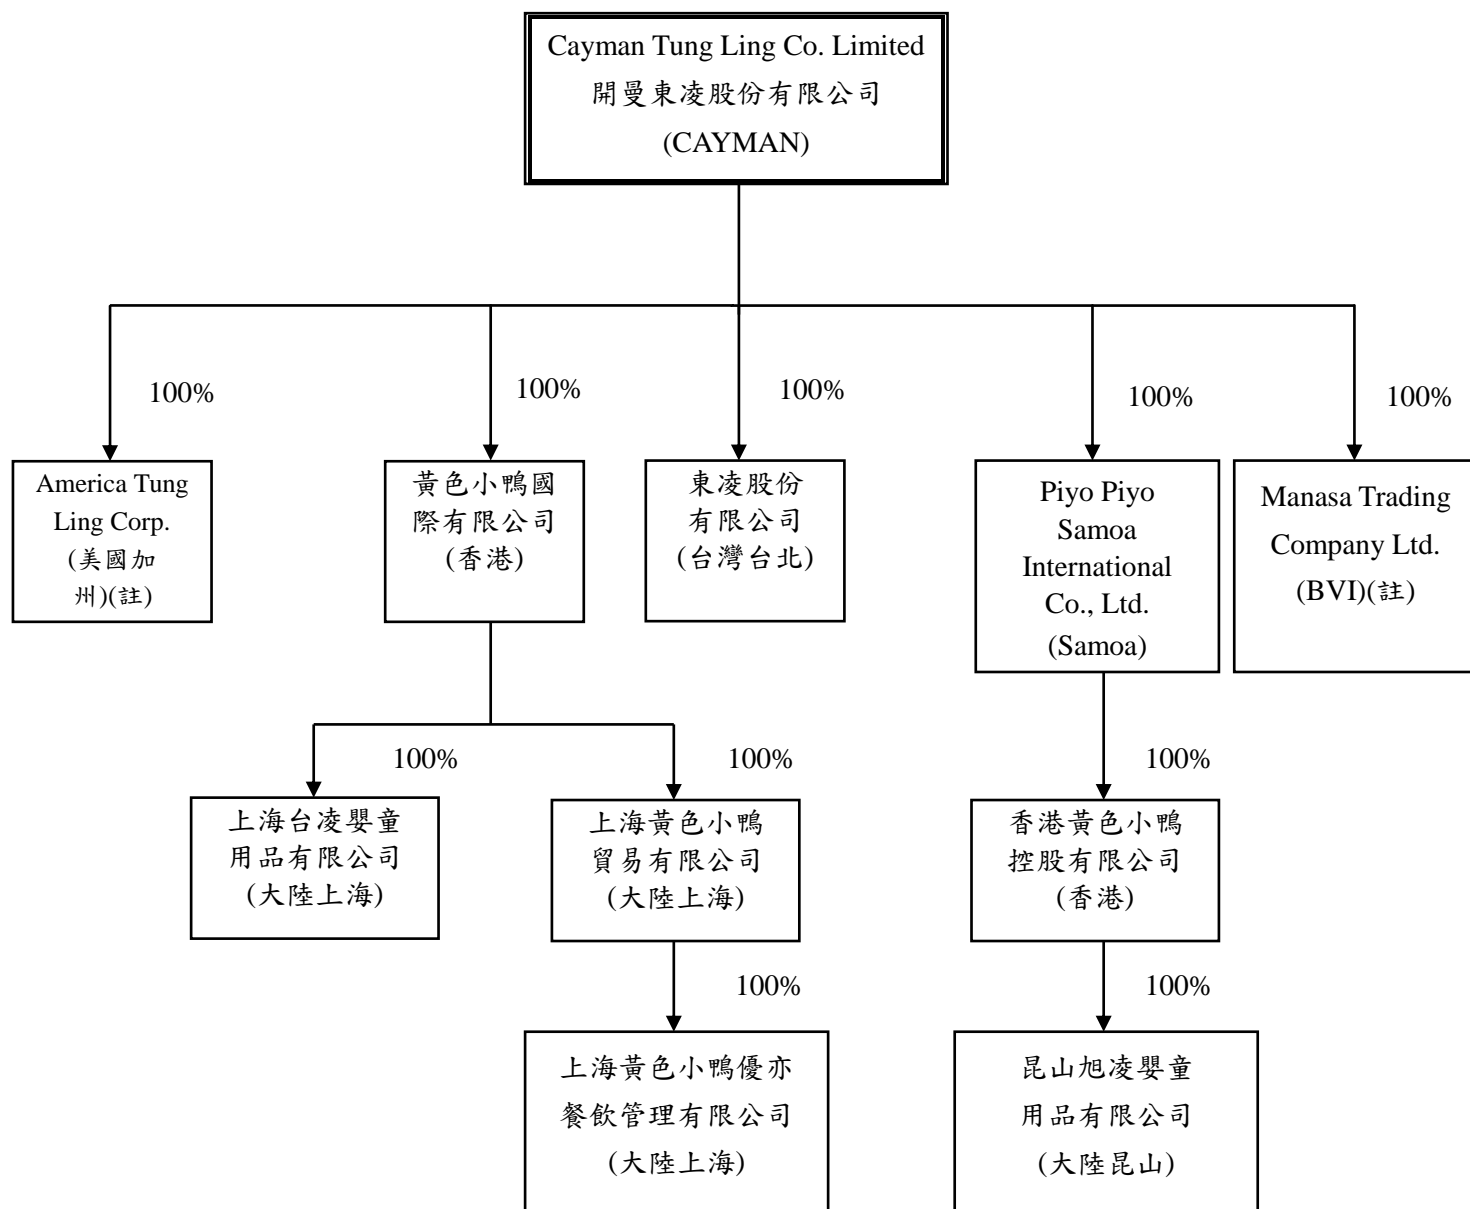 Cayman Tung Ling Co. Limited
開曼東凌股份有限公司
(CAYMAN)
100%
100%
100%
100%
100%
America Tung
Ling Corp.
(美國加
州)(註)
黃色小鴨國
際有限公司
(香港)
東凌股份
有限公司
(台灣台北)
Piyo Piyo
Samoa
International
Co., Ltd.
(Samoa)
Manasa Trading
Company Ltd.
(BVI)(註)
100%
100%
100%
上海台凌嬰童
用品有限公司
(大陸上海)
上海黃色小鴨
貿易有限公司
(大陸上海)
香港黃色小鴨
控股有限公司
(香港)
100%
100%
上海黃色小鴨優亦
餐飲管理有限公司
(大陸上海)
昆山旭凌嬰童
用品有限公司
(大陸昆山)